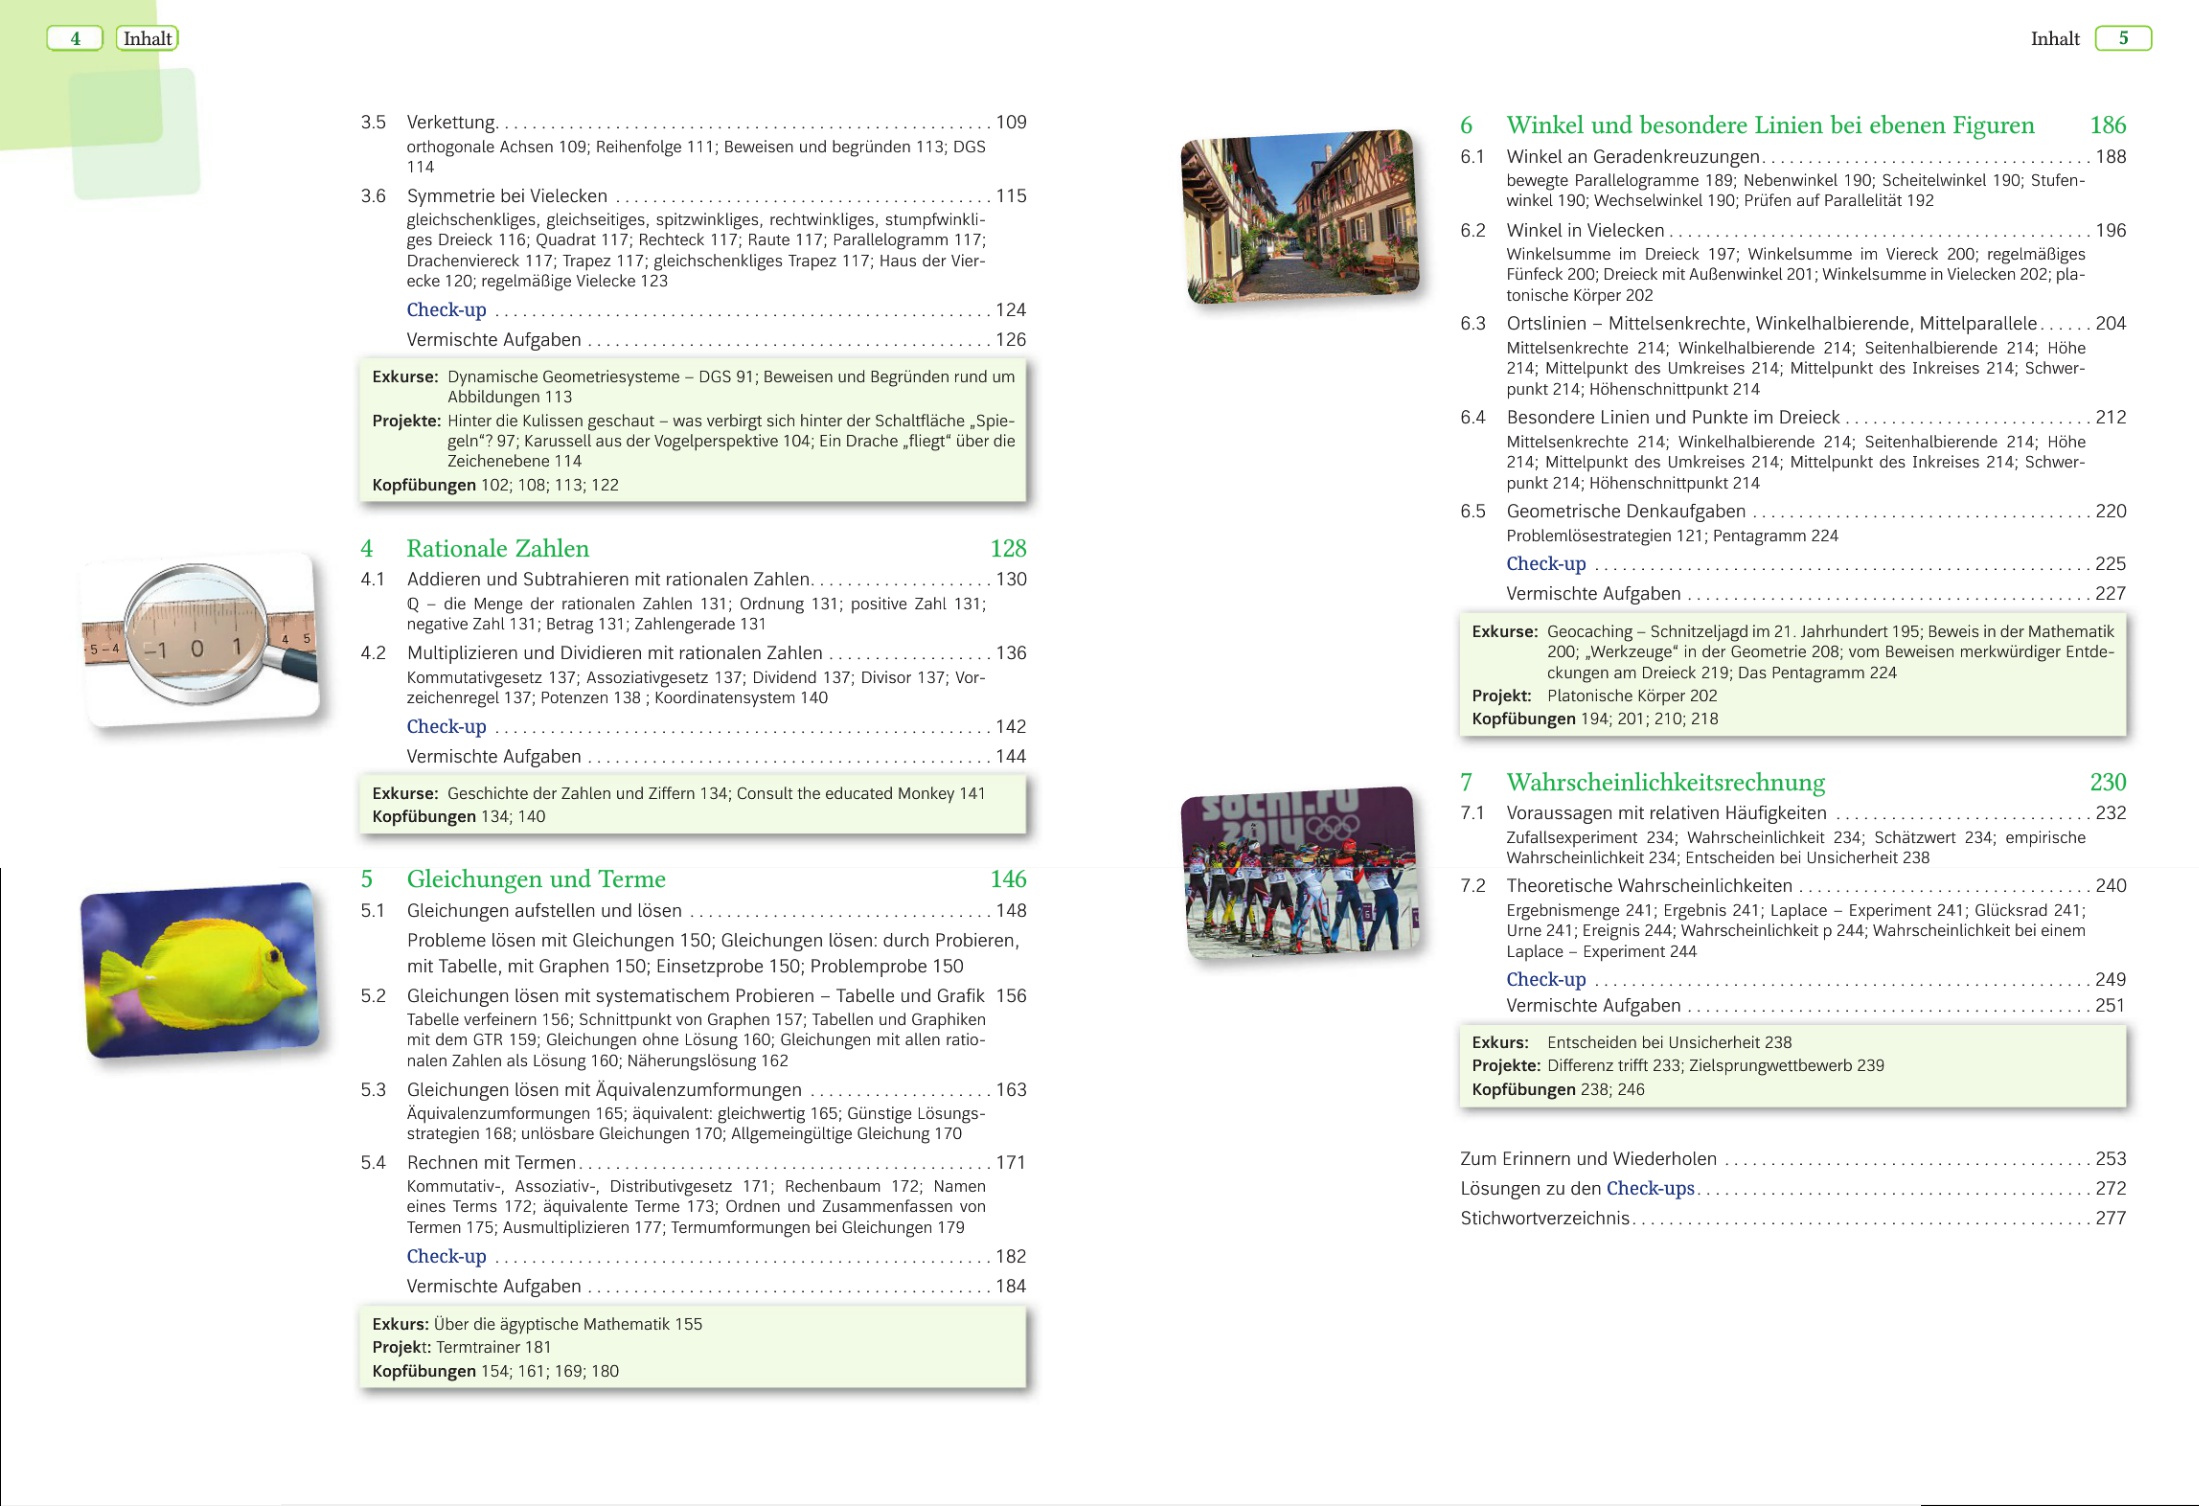 4 Inhalt
3.5 Verkettung. . . . . . . . . . . . . . . . . . . . 109
orthogonale Achsen 109; Reihenfolge 111; Beweisen und begründen 113; DGS
114
3.6 Symmetrie bei Vielecken . . . . . . . . . . . . . . . . . . . . 115
gleichschenkliges, gleichseitiges, spitzwinkliges, rechtwinkliges, stumpfwinkli-
ges Dreieck 116; Quadrat 117; Rechteck 117; Raute 117; Parallelogramm 117;
Drachenviereck 117; Trapez 117; gleichschenkliges Trapez 117; Haus der Vier-
ecke 120; regelmäßige Vielecke 123
Check-up . . . . . . . . . . . . . . . . . . . . 124
Vermischte Aufgaben . . . . . . . . . . . . . . . . . . . . 126
Exkurse: Dynamische Geometriesysteme – DGS 91; Beweisen und Begründen rund um
Abbildungen 113
Projekte: Hinter die Kulissen geschaut – was verbirgt sich hinter der Schaltfläche „Spie-
geln“? 97; Karussell aus der Vogelperspektive 104; Ein Drache „fliegt“ über die
Zeichenebene 114
Kopfübungen 102; 108; 113; 122
4 Rationale Zahlen 128
4.1 Addieren und Subtrahieren mit rationalen Zahlen. . . . . . . . . . . . . . . . . . . . 130
ℚ – die Menge der rationalen Zahlen 131; Ordnung 131; positive Zahl 131;
negative Zahl 131; Betrag 131; Zahlengerade 131
4.2 Multiplizieren und Dividieren mit rationalen Zahlen . . . . . . . . . . . . . . . . . . 136
Kommutativgesetz 137; Assoziativgesetz 137; Dividend 137; Divisor 137; Vor-
zeichenregel 137; Potenzen 138 ; Koordinatensystem 140
Check-up . . . . . . . . . . . . . . . . . . . . 142
Vermischte Aufgaben . . . . . . . . . . . . . . . . . . . . 144
Exkurse: Geschichte der Zahlen und Ziffern 134; Consult the educated Monkey 141
Kopfübungen 134; 140
-5 -4 -1 0 1 4 5
5 Gleichungen und Terme 146
5.1 Gleichungen aufstellen und lösen . . . . . . . . . . . . . . . . . . . . 148
Probleme lösen mit Gleichungen 150; Gleichungen lösen: durch Probieren,
mit Tabelle, mit Graphen 150; Einsetzprobe 150; Problemprobe 150
5.2 Gleichungen lösen mit systematischem Probieren – Tabelle und Grafik 156
Tabelle verfeinern 156; Schnittpunkt von Graphen 157; Tabellen und Graphiken
mit dem GTR 159; Gleichungen ohne Lösung 160; Gleichungen mit allen ratio-
nalen Zahlen als Lösung 160; Näherungslösung 162
5.3 Gleichungen lösen mit Äquivalenzumformungen . . . . . . . . . . . . . . . . . . . . 163
Äquivalenzumformungen 165; äquivalent: gleichwertig 165; Günstige Lösungs-
strategien 168; unlösbare Gleichungen 170; Allgemeingültige Gleichung 170
5.4 Rechnen mit Termen. . . . . . . . . . . . . . . . . . . . 171
Kommutativ-, Assoziativ-, Distributivgesetz 171; Rechenbaum 172; Namen
eines Terms 172; äquivalente Terme 173; Ordnen und Zusammenfassen von
Termen 175; Ausmultiplizieren 177; Termumformungen bei Gleichungen 179
Check-up . . . . . . . . . . . . . . . . . . . . 182
Vermischte Aufgaben . . . . . . . . . . . . . . . . . . . . 184
Exkurs: Über die ägyptische Mathematik 155
Projekt: Termtrainer 181
Kopfübungen 154; 161; 169; 180
Inhalt 5
6 Winkel und besondere Linien bei ebenen Figuren 186
6.1 Winkel an Geradenkreuzungen. . . . . . . . . . . . . . . . . . . . 188
bewegte Parallelogramme 189; Nebenwinkel 190; Scheitelwinkel 190; Stufen-
winkel 190; Wechselwinkel 190; Prüfen auf Parallelität 192
6.2 Winkel in Vielecken . . . . . . . . . . . . . . . . . . . . 196
Winkelsumme im Dreieck 197; Winkelsumme im Viereck 200; regelmäßiges
Fünfeck 200; Dreieck mit Außenwinkel 201; Winkelsumme in Vielecken 202; pla-
tonische Körper 202
6.3 Ortslinien – Mittelsenkrechte, Winkelhalbierende, Mittelparallele . . . . . . 204
Mittelsenkrechte 214; Winkelhalbierende 214; Seitenhalbierende 214; Höhe
214; Mittelpunkt des Umkreises 214; Mittelpunkt des Inkreises 214; Schwer-
punkt 214; Höhenschnittpunkt 214
6.4 Besondere Linien und Punkte im Dreieck . . . . . . . . . . . . . . . . . . . . 212
Mittelsenkrechte 214; Winkelhalbierende 214; Seitenhalbierende 214; Höhe
214; Mittelpunkt des Umkreises 214; Mittelpunkt des Inkreises 214; Schwer-
punkt 214; Höhenschnittpunkt 214
6.5 Geometrische Denkaufgaben . . . . . . . . . . . . . . . . . . . . 220
Problemlösestrategien 121; Pentagramm 224
Check-up . . . . . . . . . . . . . . . . . . . . 225
Vermischte Aufgaben . . . . . . . . . . . . . . . . . . . . 227
Exkurse: Geocaching – Schnitzeljagd im 21. Jahrhundert 195; Beweis in der Mathematik
200; „Werkzeuge“ in der Geometrie 208; vom Beweisen merkwürdiger Entde-
ckungen am Dreieck 219; Das Pentagramm 224
Projekt: Platonische Körper 202
Kopfübungen 194; 201; 210; 218
sochi.ru
2014
7 Wahrscheinlichkeitsrechnung 230
7.1 Voraussagen mit relativen Häufigkeiten . . . . . . . . . . . . . . . . . . . . 232
Zufallsexperiment 234; Wahrscheinlichkeit 234; Schätzwert 234; empirische
Wahrscheinlichkeit 234; Entscheiden bei Unsicherheit 238
7.2 Theoretische Wahrscheinlichkeiten . . . . . . . . . . . . . . . . . . . . 240
Ergebnismenge 241; Ergebnis 241; Laplace – Experiment 241; Glücksrad 241;
Urne 241; Ereignis 244; Wahrscheinlichkeit p 244; Wahrscheinlichkeit bei einem
Laplace – Experiment 244
Check-up . . . . . . . . . . . . . . . . . . . . 249
Vermischte Aufgaben . . . . . . . . . . . . . . . . . . . . 251
Exkurs: Entscheiden bei Unsicherheit 238
Projekte: Differenz trifft 233; Zielsprungwettbewerb 239
Kopfübungen 238; 246
Zum Erinnern und Wiederholen . . . . . . . . . . . . . . . . . . . . 253
Lösungen zu den Check-ups. . . . . . . . . . . . . . . . . . . . 272
Stichwortverzeichnis. . . . . . . . . . . . . . . . . . . . 277